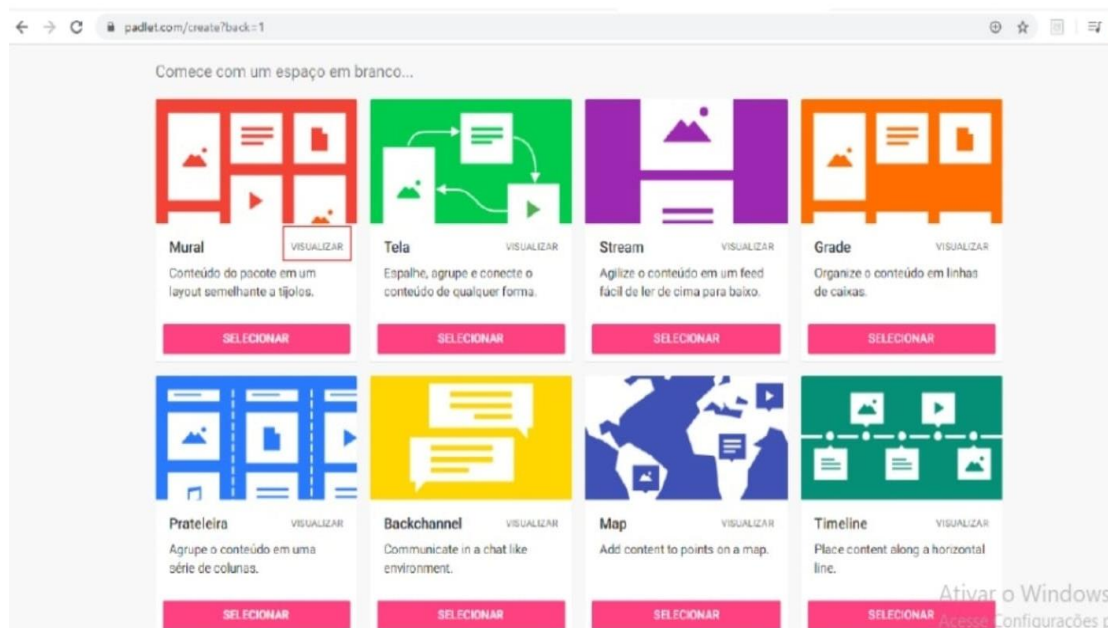 padlet.com/create?back=1
Comece com um espaço em branco...
Mural VISUALIZAR
Conteúdo do pacote em um
layout semelhante a tijolos.
SELECIONAR
Tela VISUALIZAR
Espalhe, agrupe e conecte o
conteúdo de qualquer forma.
SELECIONAR
Stream VISUALIZAR
Agilize o conteúdo em um feed
fácil de ler de cima para baixo.
SELECIONAR
Grade VISUALIZAR
Organize o conteúdo em linhas
de caixas.
SELECIONAR
Prateleira VISUALIZAR
Agrupe o conteúdo em uma
série de colunas.
SELECIONAR
Backchannel VISUALIZAR
Communicate in a chat like
environment.
SELECIONAR
Map VISUALIZAR
Add content to points on a map.
SELECIONAR
Timeline VISUALIZAR
Place content along a horizontal
line.
SELECIONAR
Ativar o Windows
Acesse Configurações p